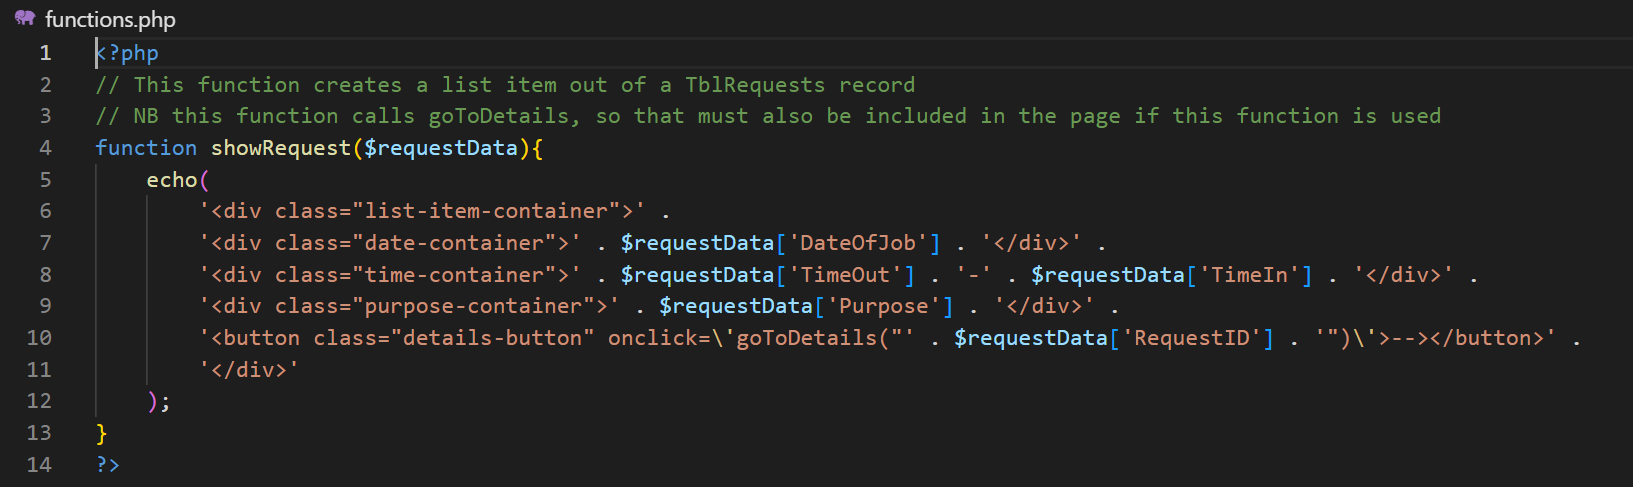 functions.php
1 <?php
2 // This function creates a list item out of a TblRequests record
3 // NB this function calls goToDetails, so that must also be included in the page if this function is used
4 function showRequest($requestData){
5     echo(
6         '<div class="list-item-container">' .
7         '<div class="date-container">' . $requestData['DateOfJob'] . '</div>' .
8         '<div class="time-container">' . $requestData['TimeOut'] . '-' . $requestData['TimeIn'] . '</div>' .
9         '<div class="purpose-container">' . $requestData['Purpose'] . '</div>' .
10         '<button class="details-button" onclick=\'goToDetails("' . $requestData['RequestID'] . '")\'>--></button>' .
11         '</div>'
12     );
13 }
14 ?>